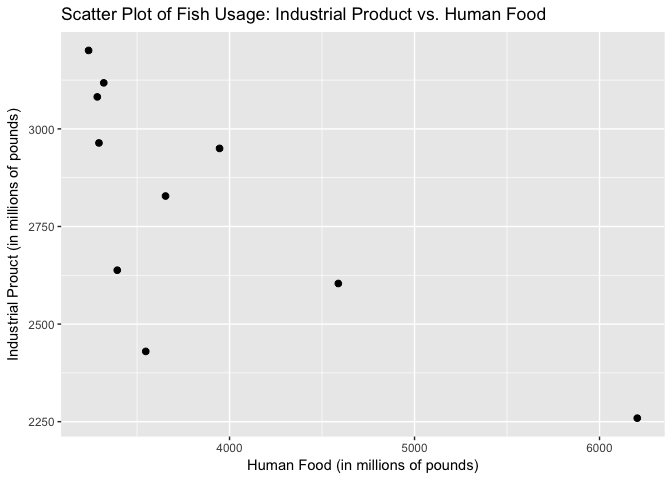 Scatter Plot of Fish Usage: Industrial Product vs. Human Food
3000
2750
2500
2250
Industrial Prouct (in millions of pounds)
4000
5000
6000
Human Food (in millions of pounds)